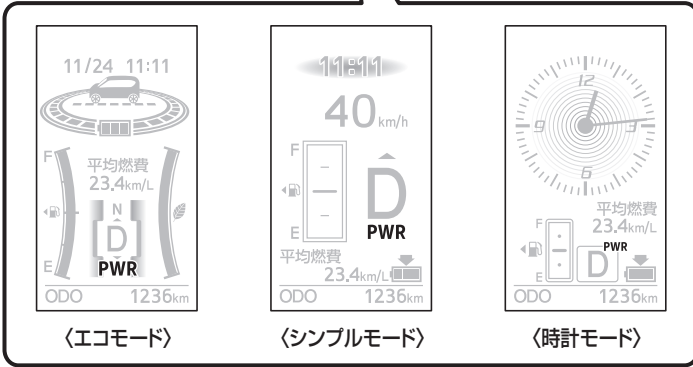 11/24 11:11
F
平均燃費
23.4km/L
N
D
PWR
E
ODO 1236km
〈エコモード〉
11:11
40km/h
F
D
PWR
E
平均燃費
23.4km/L
ODO 1236km
〈シンプルモード〉
12
9 3
6
平均燃費
23.4km/L
F
PWR
D
E
ODO 1236km
〈時計モード〉